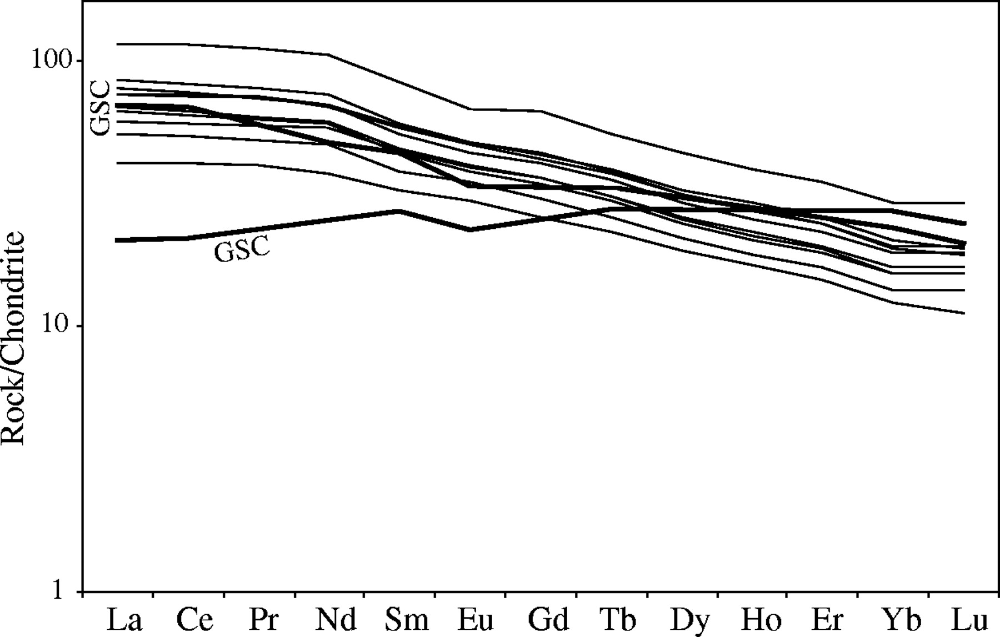 100
GSC
GSC
10
Rock/Chondrite
1
La Ce Pr Nd Sm Eu Gd Tb Dy Ho Er Yb Lu